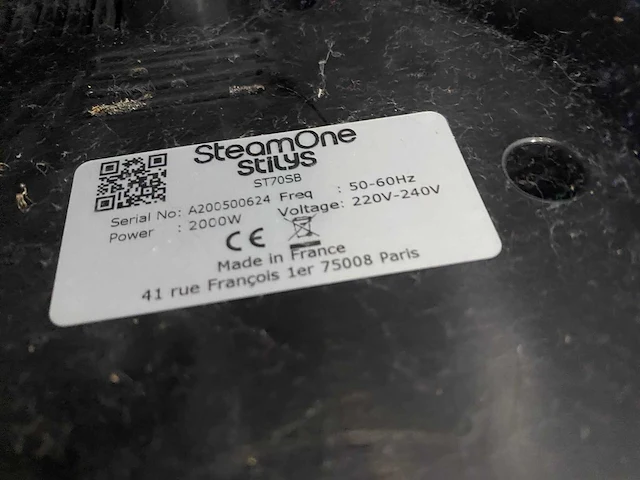 SteamOne
Stilys
ST70SB
Serial No: A200500624 Freq : 50-60Hz
Power : 2000W Voltage: 220V-240V
CE
Made in France
41 rue François 1er 75008 Paris